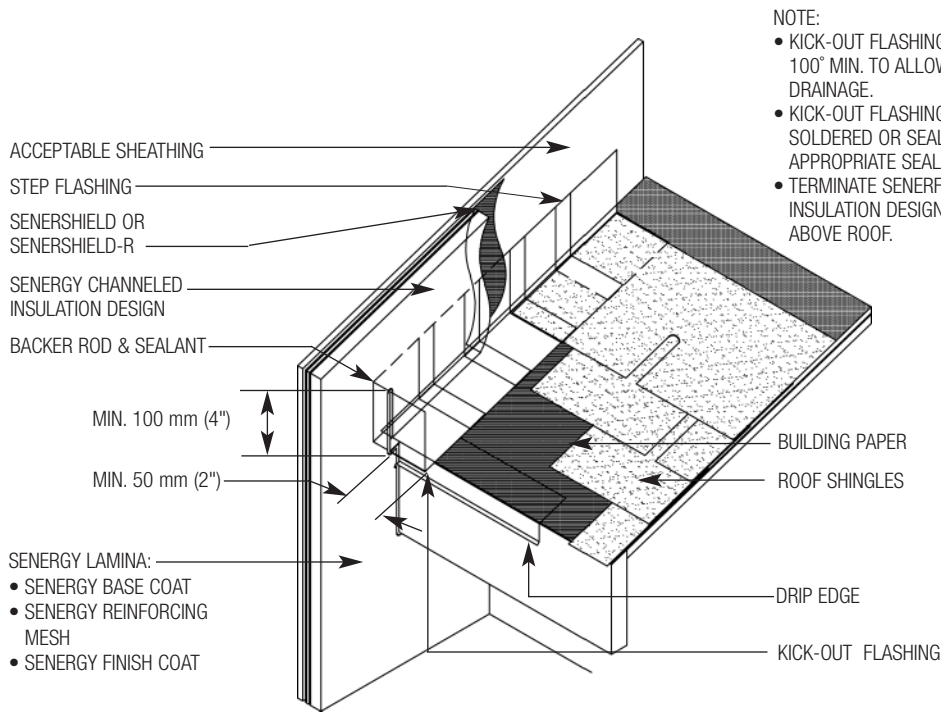 NOTE:
• KICK-OUT FLASHING
100° MIN. TO ALLOW
DRAINAGE.
• KICK-OUT FLASHING
SOLDERED OR
APPROPRIATE
• TERMINATE
INSULATION DESIGN
ABOVE ROOF.
ACCEPTABLE SHEATHING
STEP FLASHING
SENERSHIELD OR
SENERSHIELD-R
SENERGY CHANNELED
INSULATION DESIGN
BACKER ROD & SEALANT
MIN. 100 mm (4")
MIN. 50 mm (2")
SENERGY LAMINA:
• SENERGY BASE COAT
• SENERGY REINFORCING
MESH
• SENERGY FINISH COAT
BUILDING PAPER
ROOF SHINGLES
DRIP EDGE
KICK-OUT FLASHING